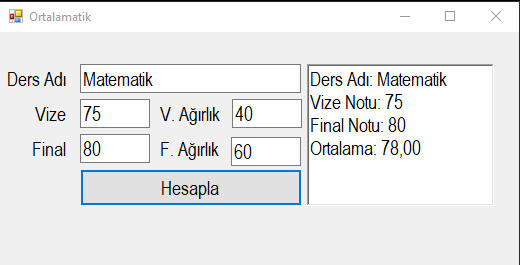 Ortalamatik
Ders Adı Matematik
Vize 75 V. Ağırlık 40
Final 80 F. Ağırlık 60
Hesapla
Ders Adı: Matematik
Vize Notu: 75
Final Notu: 80
Ortalama: 78,00